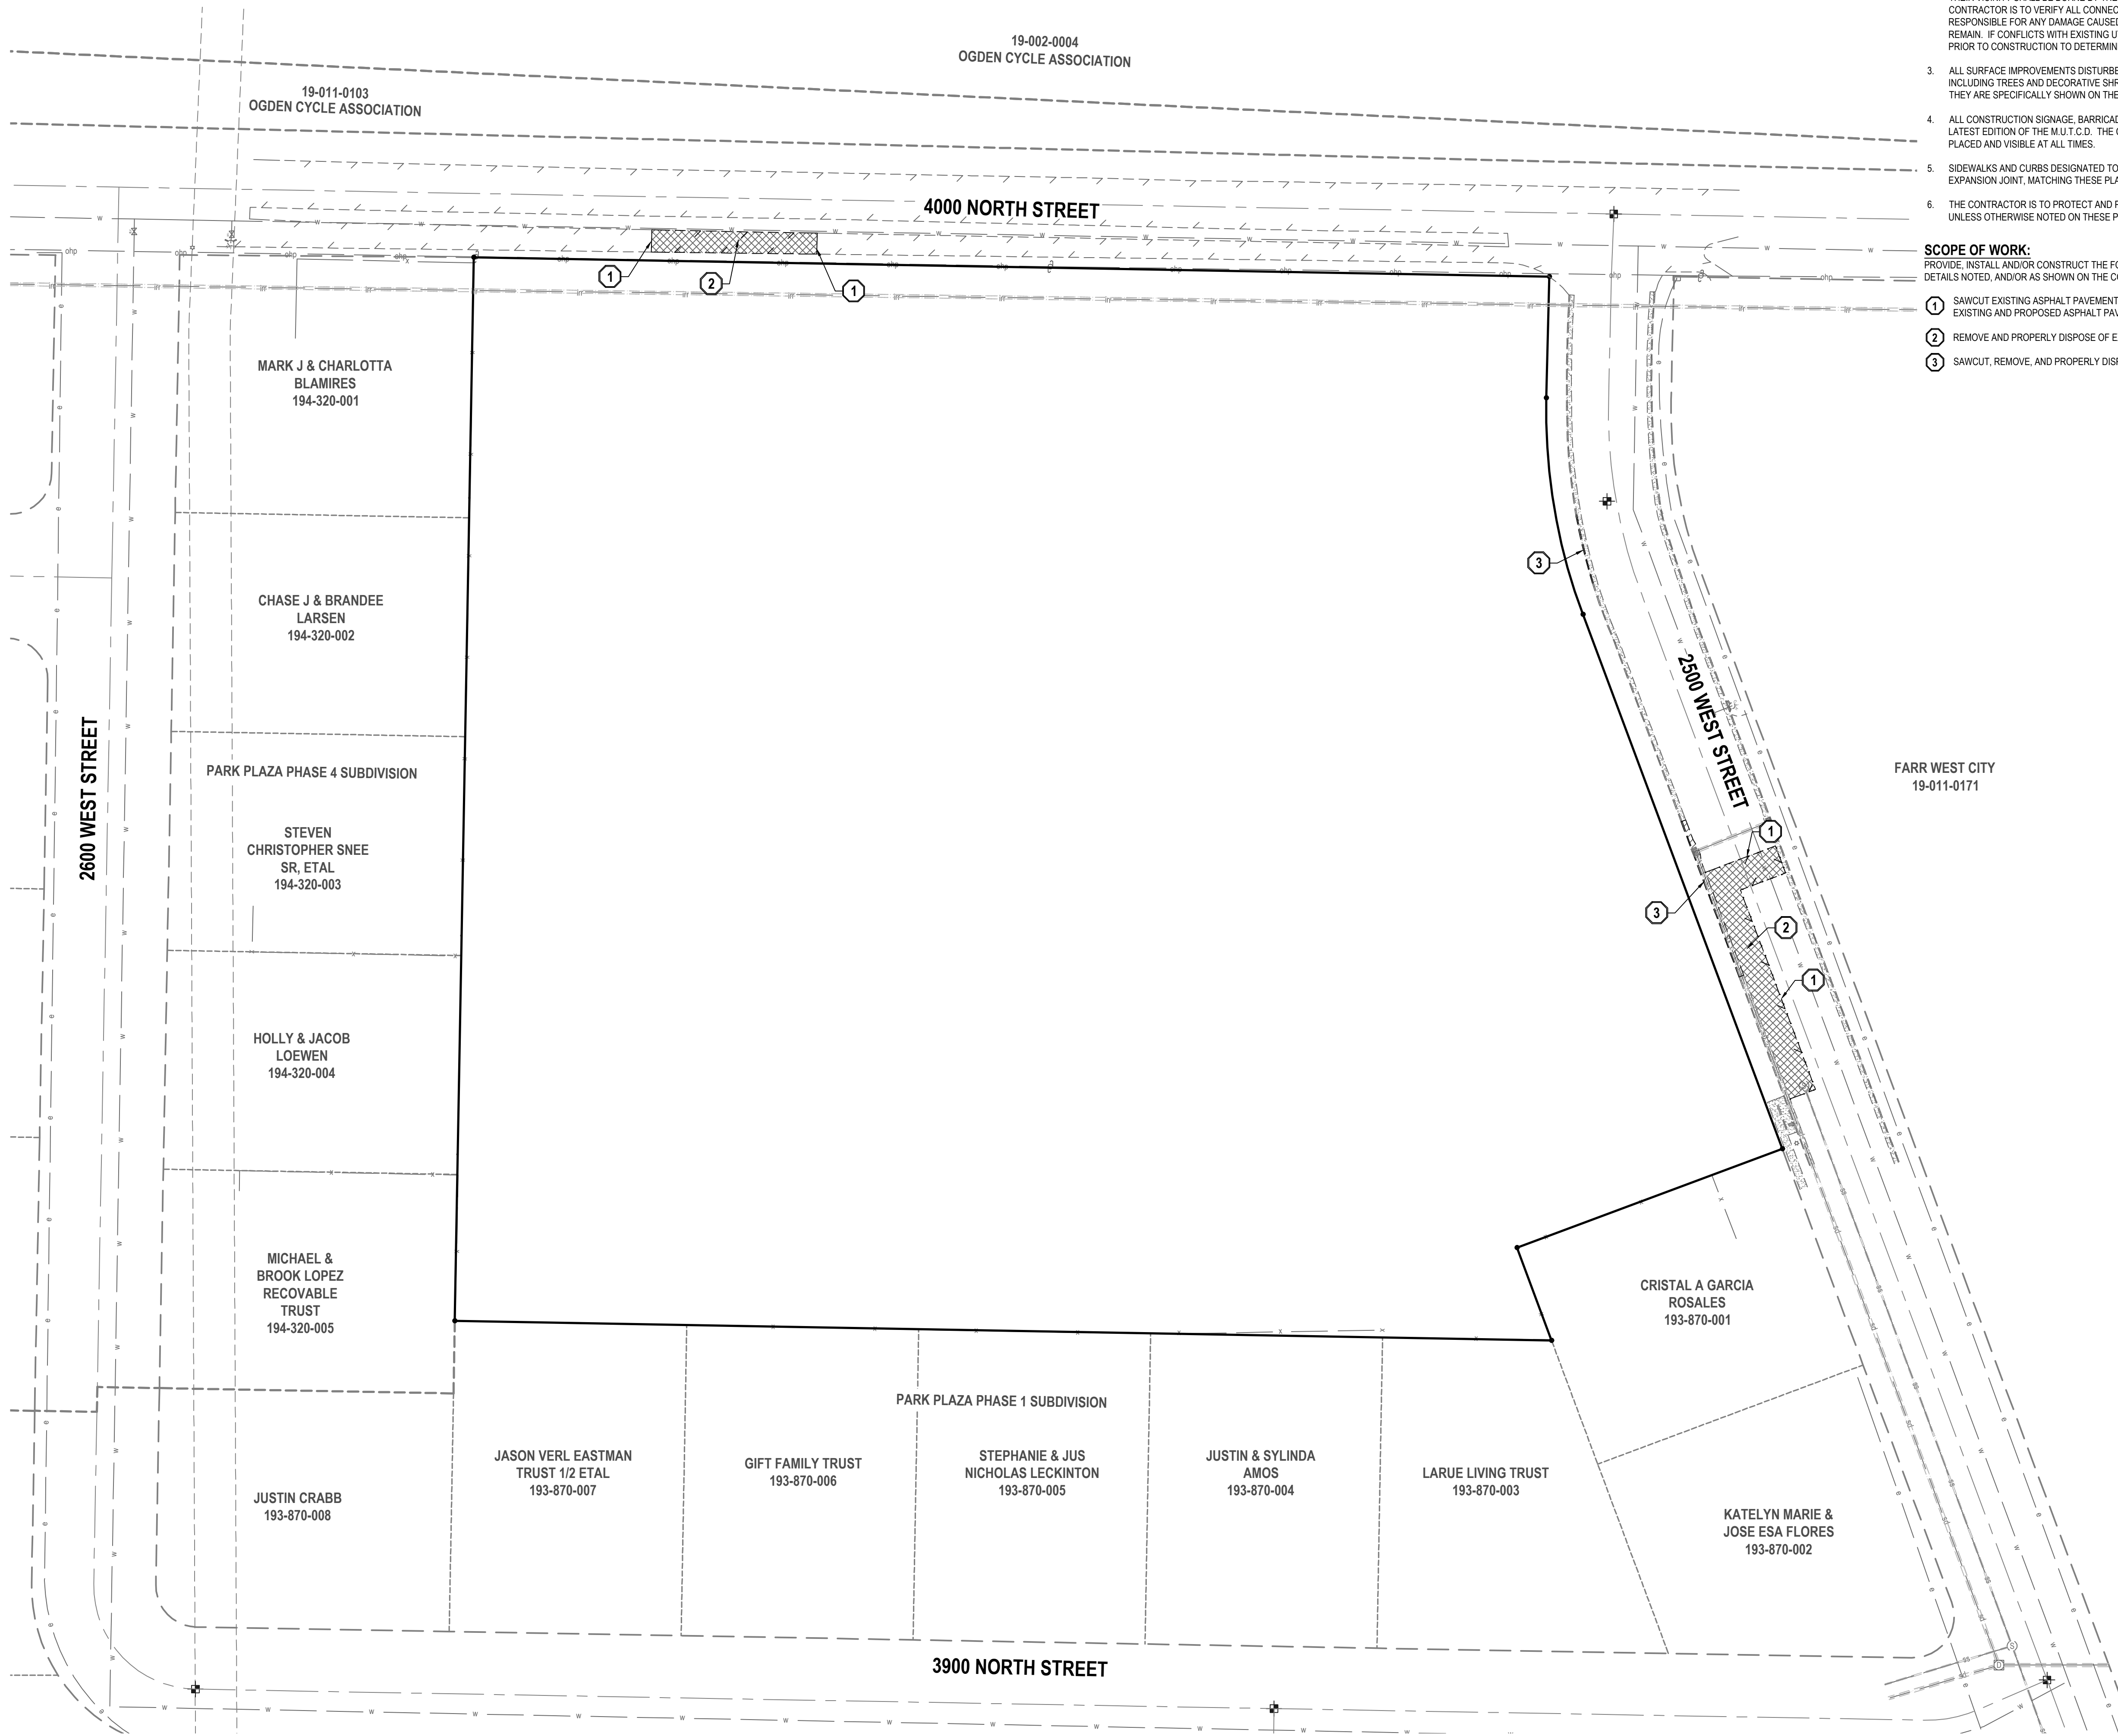 CONTRACTOR IS TO VERIFY ALL CONNEC
RESPONSIBLE FOR ANY DAMAGE CAUSED
REMAIN. IF CONFLICTS WITH EXISTING U
PRIOR TO CONSTRUCTION TO DETERMIN
3. ALL SURFACE IMPROVEMENTS DISTURBE
INCLUDING TREES AND DECORATIVE SHR
THEY ARE SPECIFICALLY SHOWN ON THE
4. ALL CONSTRUCTION SIGNAGE, BARRICAD
LATEST EDITION OF THE M.U.T.C.D. THE
PLACED AND VISIBLE AT ALL TIMES.
5. SIDEWALKS AND CURBS DESIGNATED TO
EXPANSION JOINT, MATCHING THESE PLA
6. THE CONTRACTOR IS TO PROTECT AND P
UNLESS OTHERWISE NOTED ON THESE P
SCOPE OF WORK:
PROVIDE, INSTALL AND/OR CONSTRUCT THE FO
DETAILS NOTED, AND/OR AS SHOWN ON THE CO
1 SAWCUT EXISTING ASPHALT PAVEMENT
EXISTING AND PROPOSED ASPHALT PAV
2 REMOVE AND PROPERLY DISPOSE OF E
3 SAWCUT, REMOVE, AND PROPERLY DISP
19-002-0004
OGDEN CYCLE ASSOCIATION
19-011-0103
OGDEN CYCLE ASSOCIATION
4000 NORTH STREET
1
2
1
MARK J & CHARLOTTA
BLAMIRES
194-320-001
3
CHASE J & BRANDEE
LARSEN
194-320-002
2500 WEST STREET
2600 WEST STREET
PARK PLAZA PHASE 4 SUBDIVISION
FARR WEST CITY
19-011-0171
STEVEN
CHRISTOPHER SNEE
SR, ETAL
194-320-003
1
3
2
1
HOLLY & JACOB
LOEWEN
194-320-004
MICHAEL &
BROOK LOPEZ
RECOVABLE
TRUST
194-320-005
CRISTAL A GARCIA
ROSALES
193-870-001
PARK PLAZA PHASE 1 SUBDIVISION
JUSTIN CRABB
193-870-008
JASON VERL EASTMAN
TRUST 1/2 ETAL
193-870-007
GIFT FAMILY TRUST
193-870-006
STEPHANIE & JUS
NICHOLAS LECKINTON
193-870-005
JUSTIN & SYLINDA
AMOS
193-870-004
LARUE LIVING TRUST
193-870-003
KATELYN MARIE &
JOSE ESA FLORES
193-870-002
3900 NORTH STREET